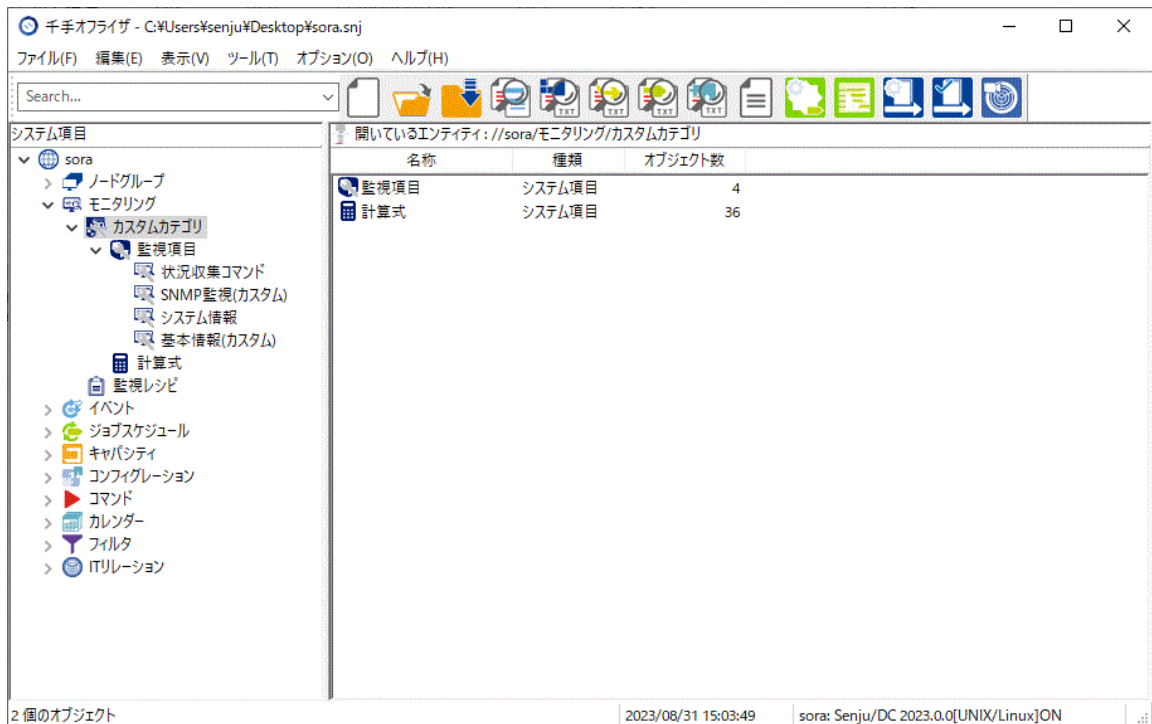 千手オフライザ - C:¥Users¥senju¥Desktop¥sora.snj
ファイル(F) 編集(E) 表示(V) ツール(T) オプション(O) ヘルプ(H)
Search...
TXT TXT TXT TXT
システム項目
開いているエンティティ : //sora/モニタリング/カスタムカテゴリ
名称 種類 オブジェクト数
監視項目 システム項目 4
計算式 システム項目 36
sora
ノードグループ
モニタリング
カスタムカテゴリ
監視項目
状況収集コマンド
SNMP監視(カスタム)
システム情報
基本情報(カスタム)
計算式
監視レシピ
イベント
ジョブスケジュール
キャパシティ
コンフィグレーション
コマンド
カレンダー
フィルタ
ITリレーション
2 個のオブジェクト
2023/08/31 15:03:49
sora: Senju/DC 2023.0.0[UNIX/Linux]ON